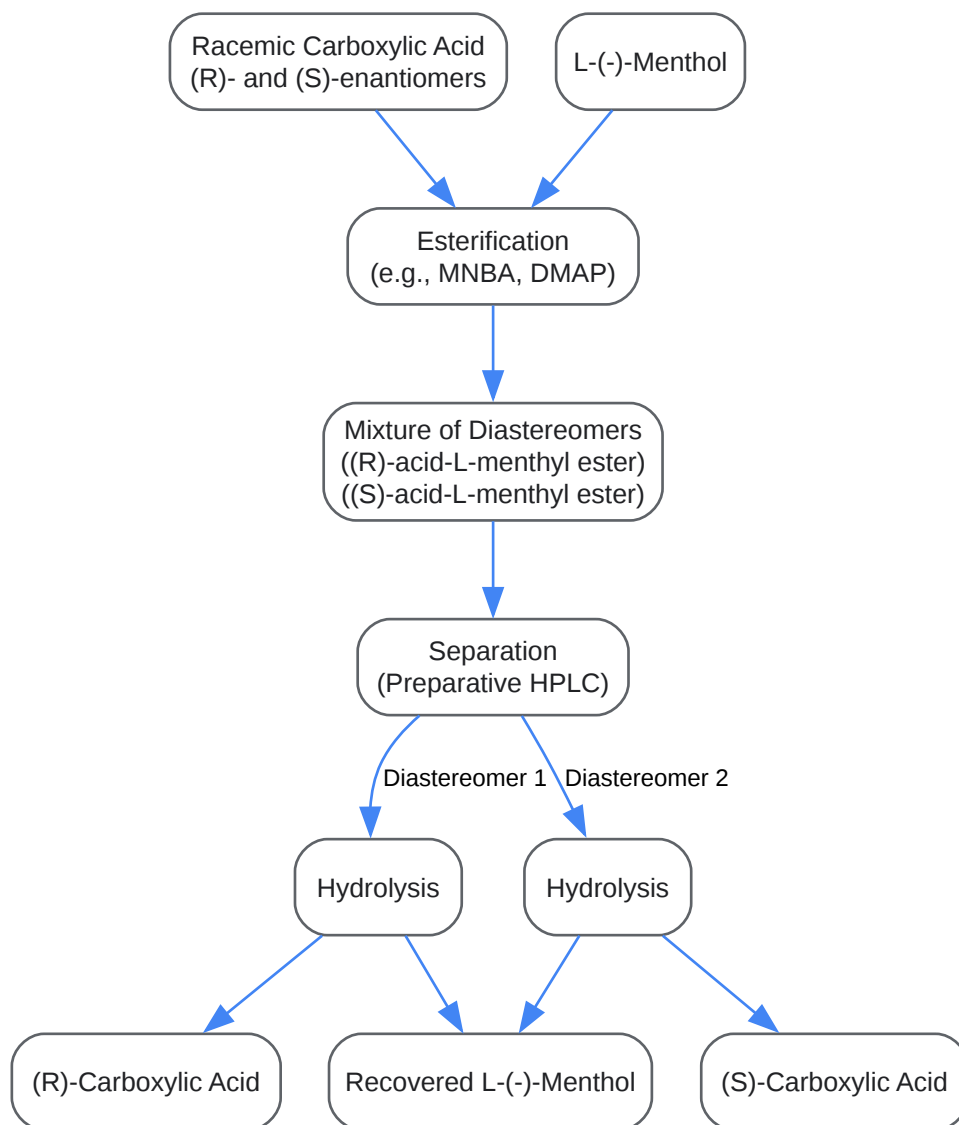 Racemic Carboxylic Acid
(R)- and (S)-enantiomers
L-(-)-Menthol
Esterification
(e.g., MNBA, DMAP)
Mixture of Diastereomers
((R)-acid-L-menthyl ester)
((S)-acid-L-menthyl ester)
Separation
(Preparative HPLC)
Diastereomer 1
Diastereomer 2
Hydrolysis
Hydrolysis
(R)-Carboxylic Acid
Recovered L-(-)-Menthol
(S)-Carboxylic Acid